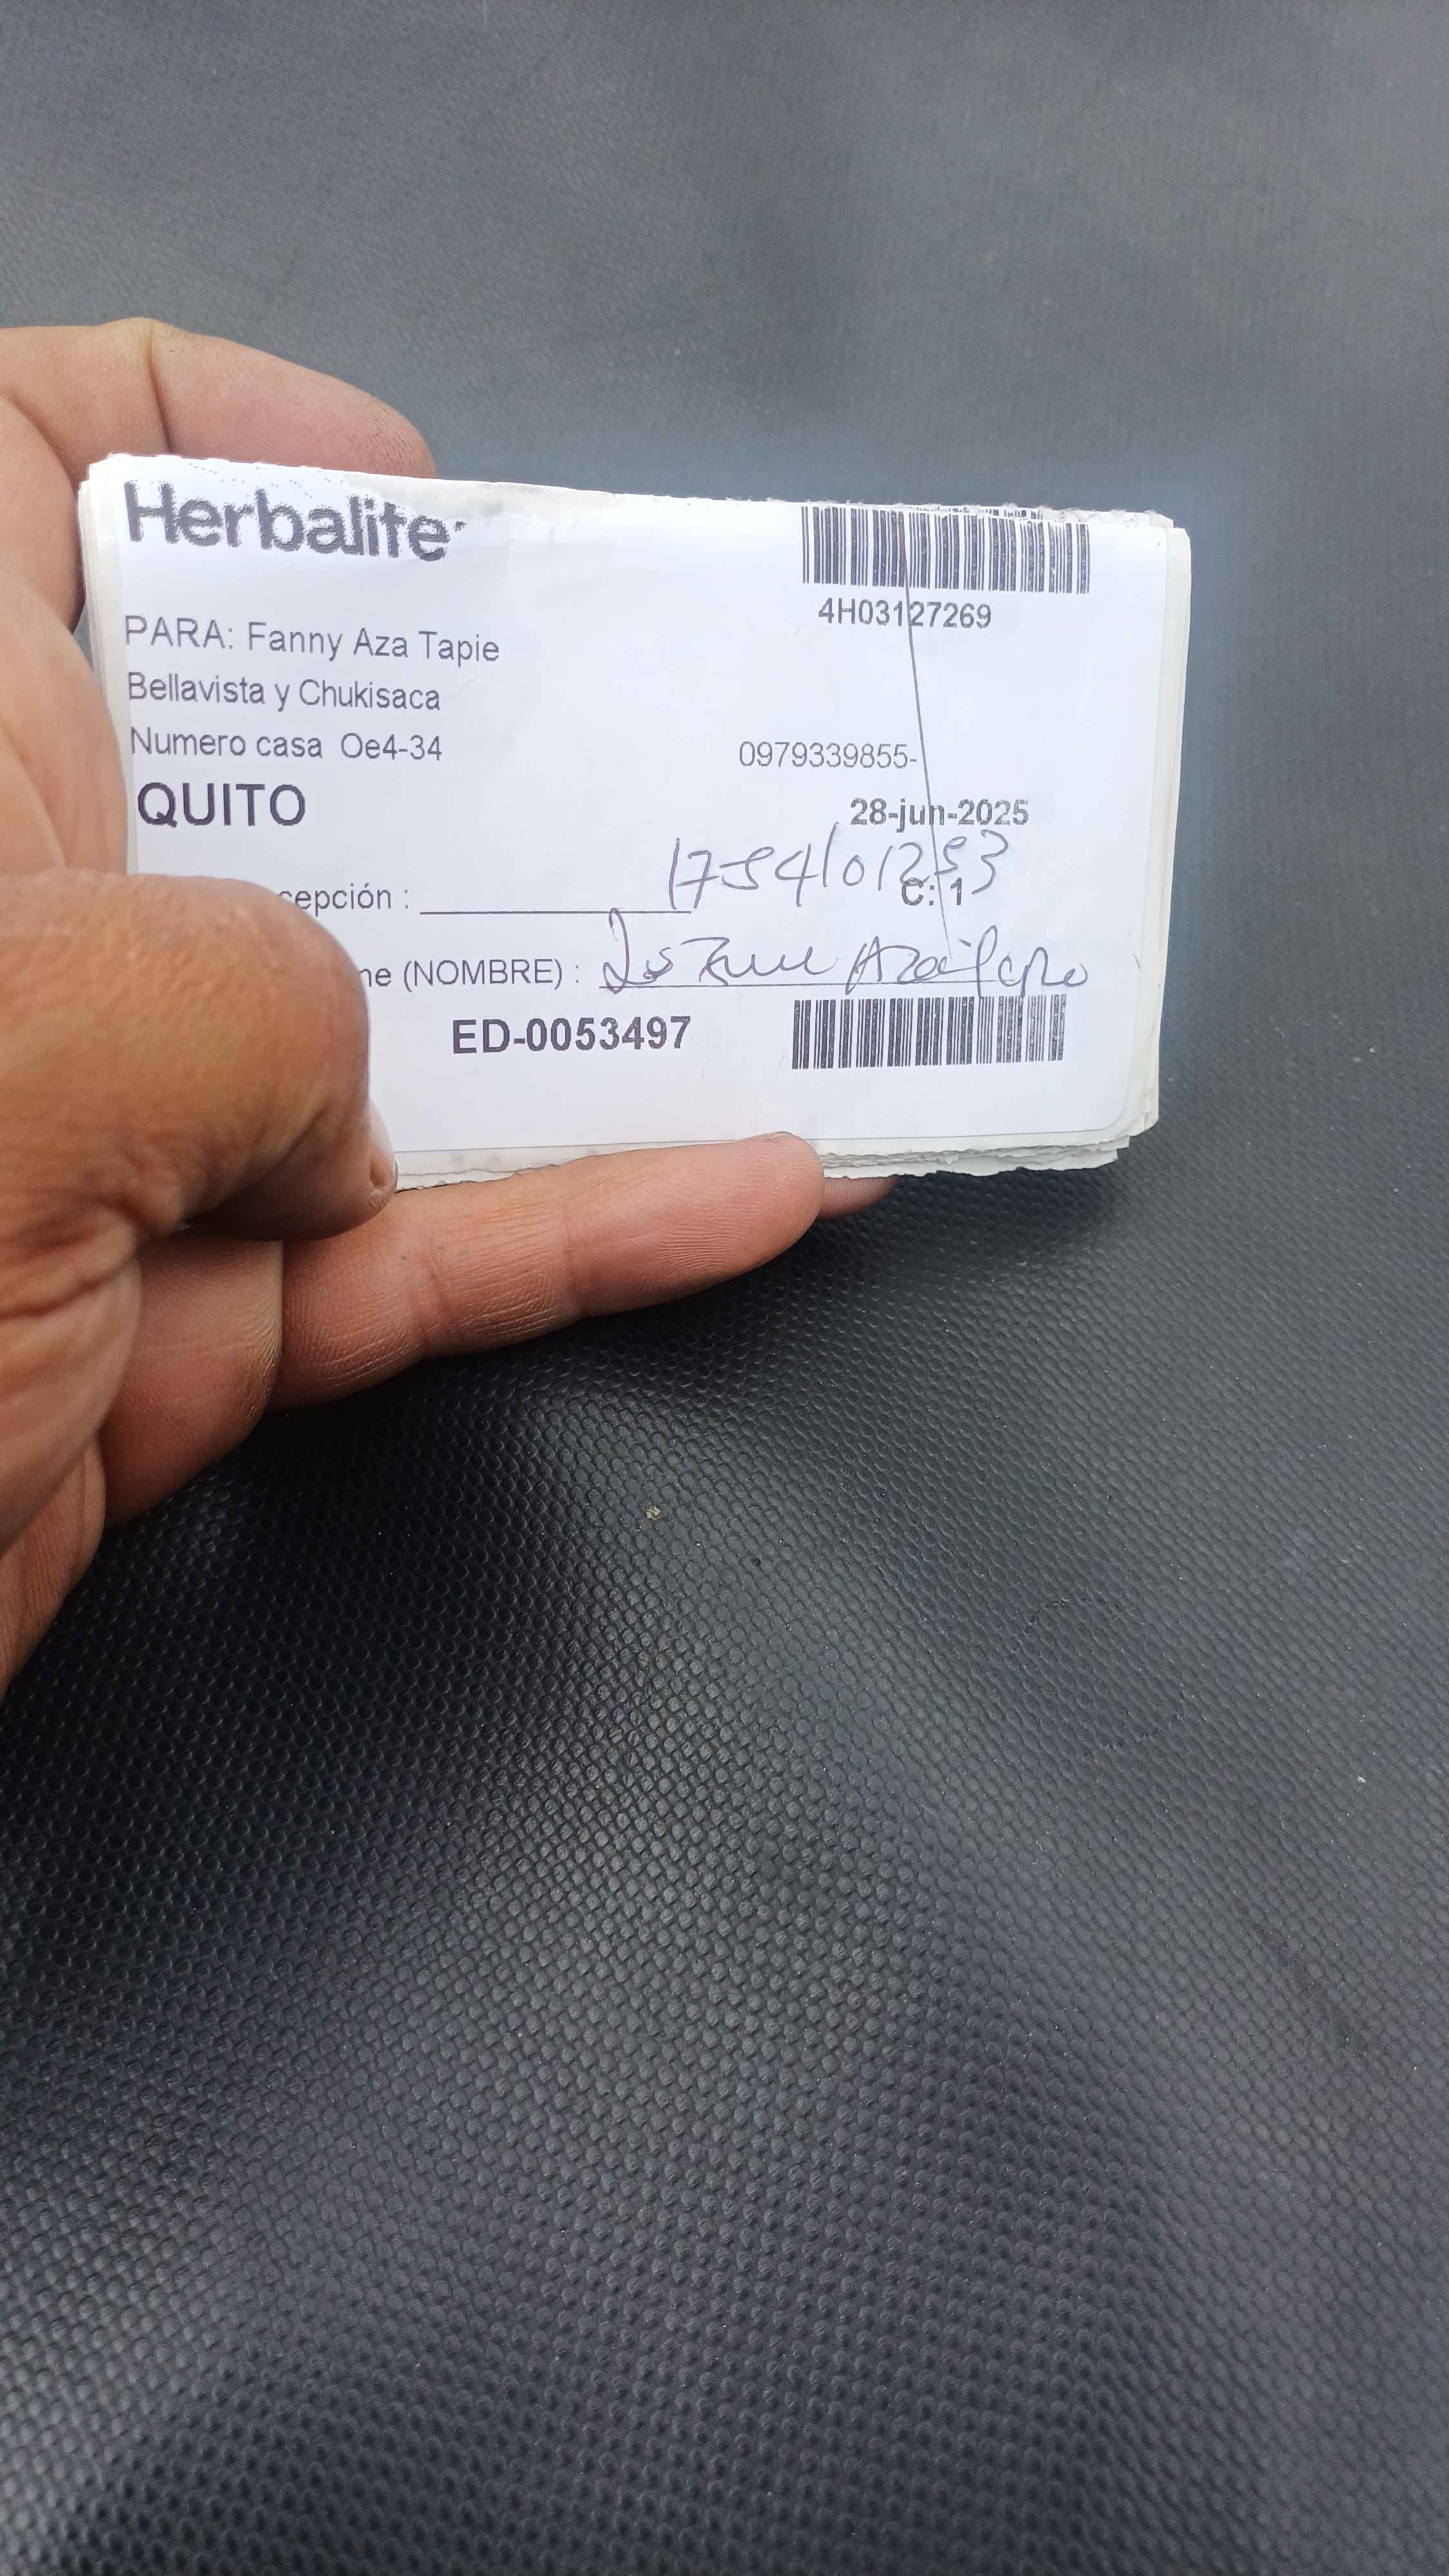 Herbalife
4H03127269
PARA: Fanny Aza Tapie
Bellavista y Chukisaca
Numero casa Oe4-34
0979339855-
QUITO
28-jun-2025
C: 1
cepción :
ne (NOMBRE) :
ED-0053497